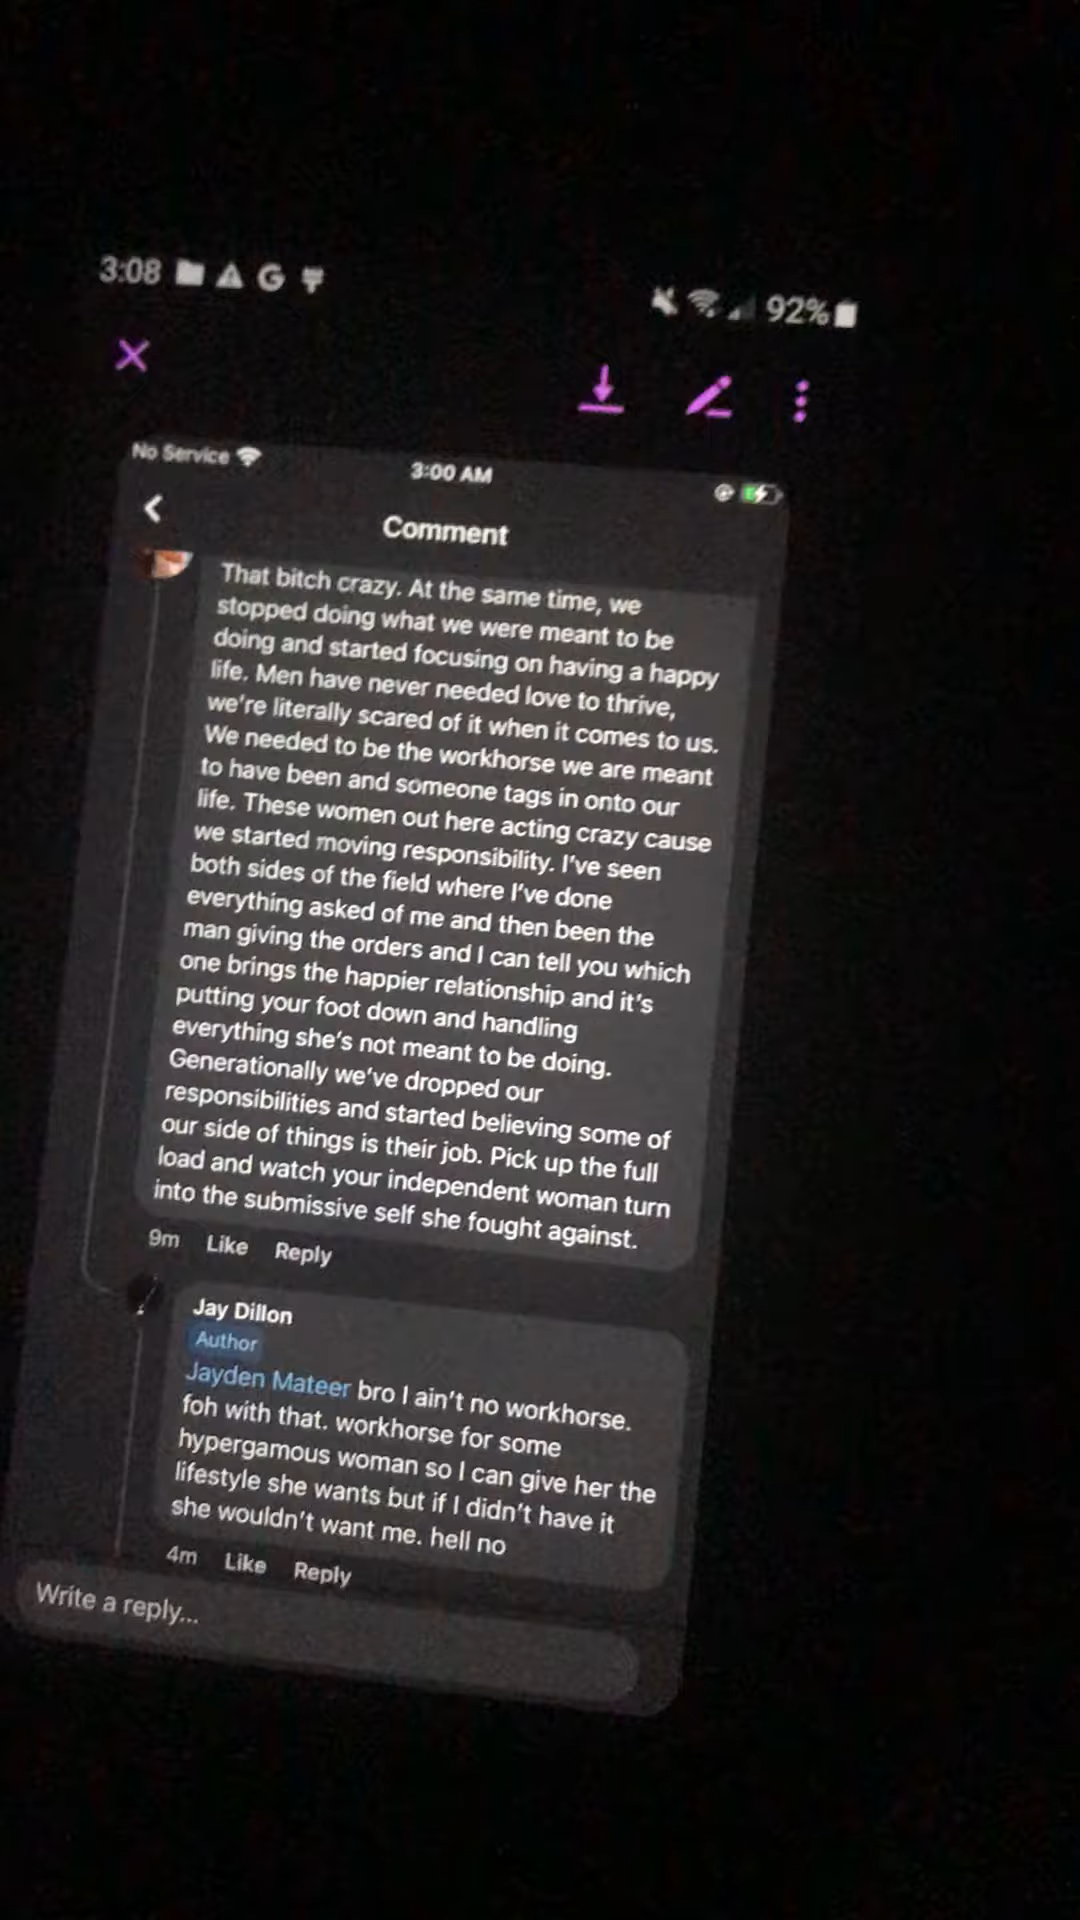 3:08
92%
No Service
3:00 AM
Comment
That bitch crazy. At the same time, we
stopped doing what we were meant to be
doing and started focusing on having a happy
life. Men have never needed love to thrive,
we're literally scared of it when it comes to us.
We needed to be the workhorse we are meant
to have been and someone tags in onto our
life. These women out here acting crazy cause
we started moving responsibility. I've seen
both sides of the field where I've done
everything asked of me and then been the
man giving the orders and I can tell you which
one brings the happier relationship and it's
putting your foot down and handling
everything she's not meant to be doing.
Generationally we've dropped our
responsibilities and started believing some of
our side of things is their job. Pick up the full
load and watch your independent woman turn
into the submissive self she fought against.
9m Like Reply
Jay Dillon
Author
Jayden Mateer bro I ain't no workhorse.
foh with that. workhorse for some
hypergamous woman so I can give her the
lifestyle she wants but if I didn't have it
she wouldn't want me. hell no
4m Like Reply
Write a reply...